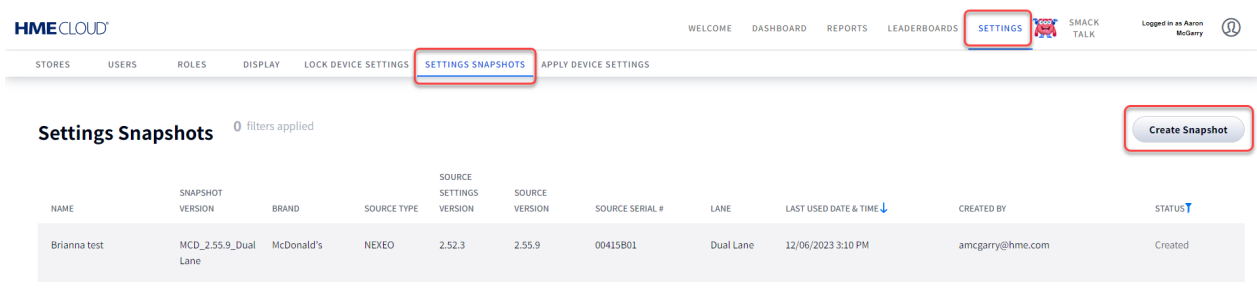 HME CLOUD®
WELCOME DASHBOARD REPORTS LEADERBOARDS SETTINGS SMACK TALK Logged in as Aaron McGarry
STORES USERS ROLES DISPLAY LOCK DEVICE SETTINGS SETTINGS SNAPSHOTS APPLY DEVICE SETTINGS
Settings Snapshots 0 filters applied Create Snapshot
NAME SNAPSHOT VERSION BRAND SOURCE TYPE SOURCE SETTINGS VERSION SOURCE VERSION SOURCE SERIAL # LANE LAST USED DATE & TIME CREATED BY STATUS
Brianna test MCD_2.55.9_Dual Lane McDonald's NEXEO 2.52.3 2.55.9 00415B01 Dual Lane 12/06/2023 3:10 PM amcgarry@hme.com Created